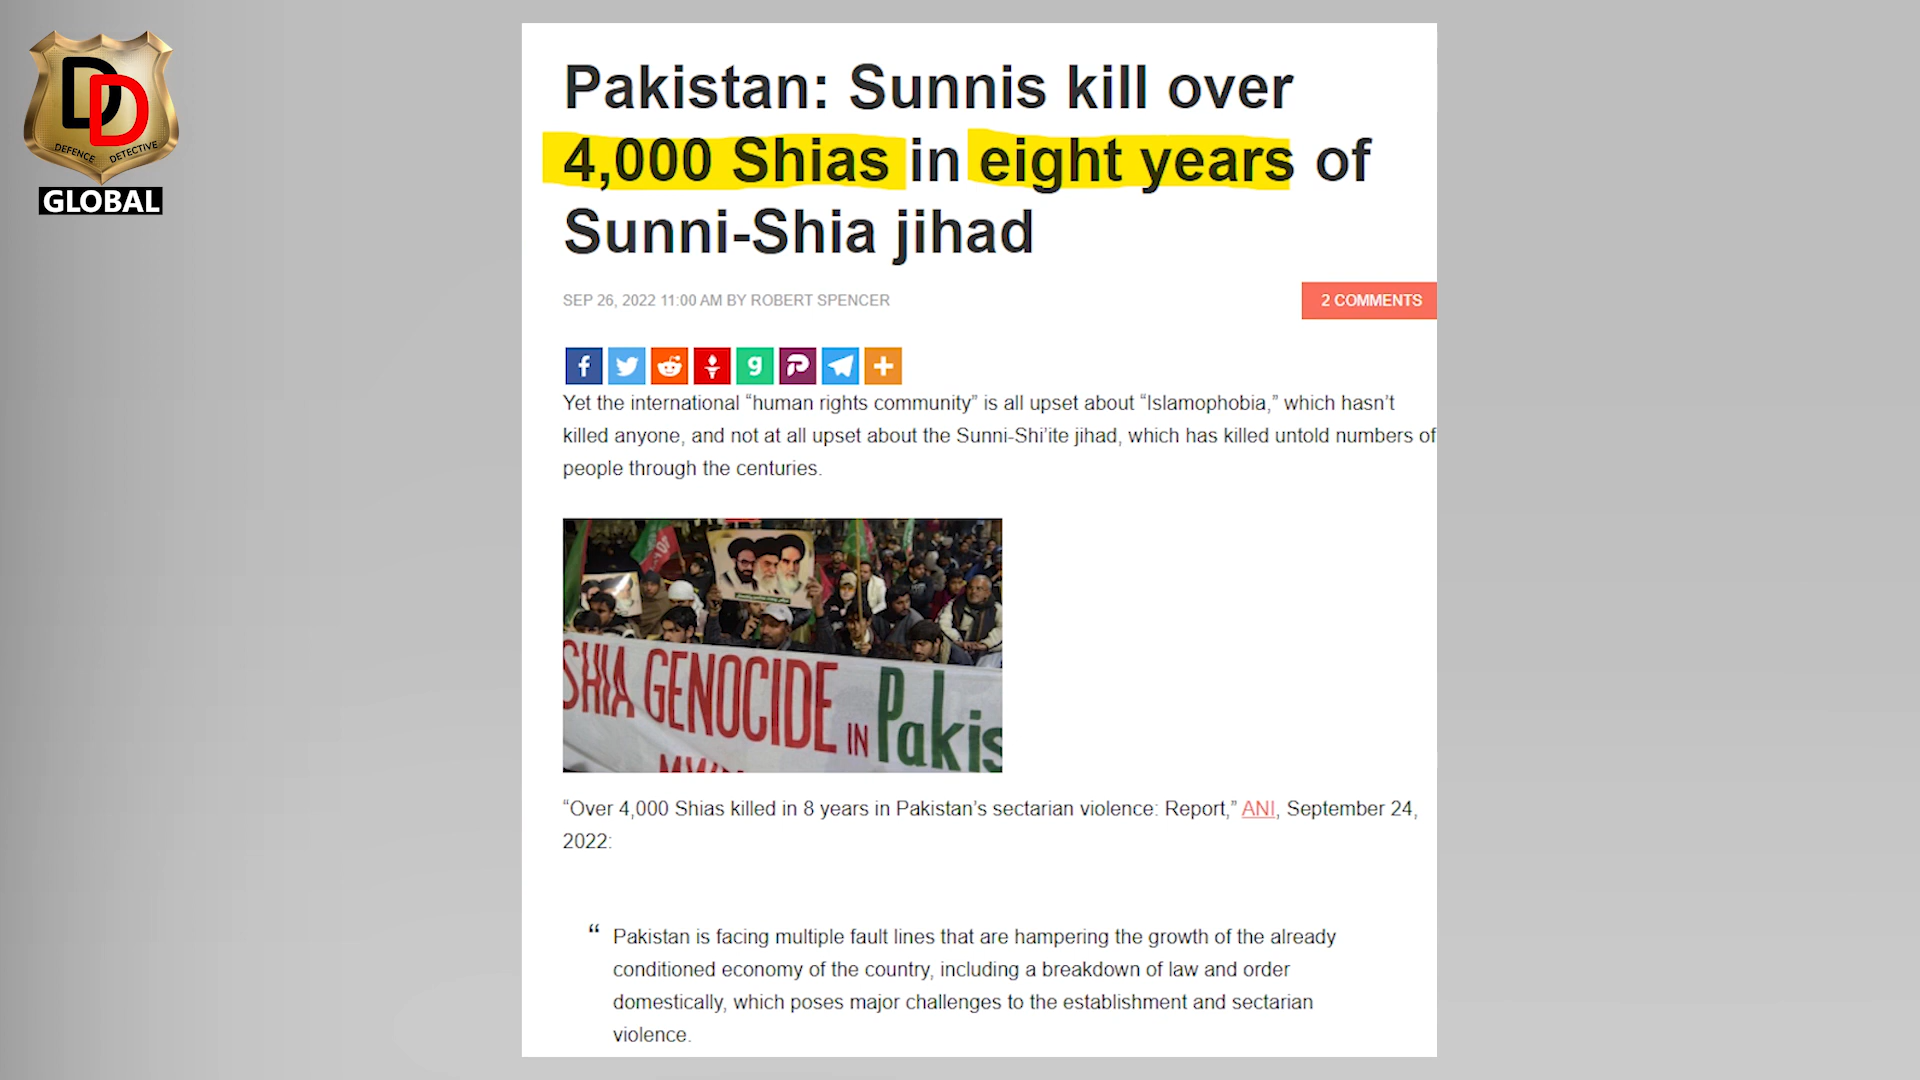 DD
DEFENCE DETECTIVE
GLOBAL
Pakistan: Sunnis kill over
4,000 Shias in eight years of
Sunni-Shia jihad
SEP 26, 2022 11:00 AM BY ROBERT SPENCER
2 COMMENTS
Yet the international “human rights community” is all upset about “Islamophobia,” which hasn’t
killed anyone, and not at all upset about the Sunni-Shi’ite jihad, which has killed untold numbers of
people through the centuries.
SHIA GENOCIDE IN Pakis
“Over 4,000 Shias killed in 8 years in Pakistan’s sectarian violence: Report,” ANI, September 24,
2022:
“ Pakistan is facing multiple fault lines that are hampering the growth of the already
conditioned economy of the country, including a breakdown of law and order
domestically, which poses major challenges to the establishment and sectarian
violence.